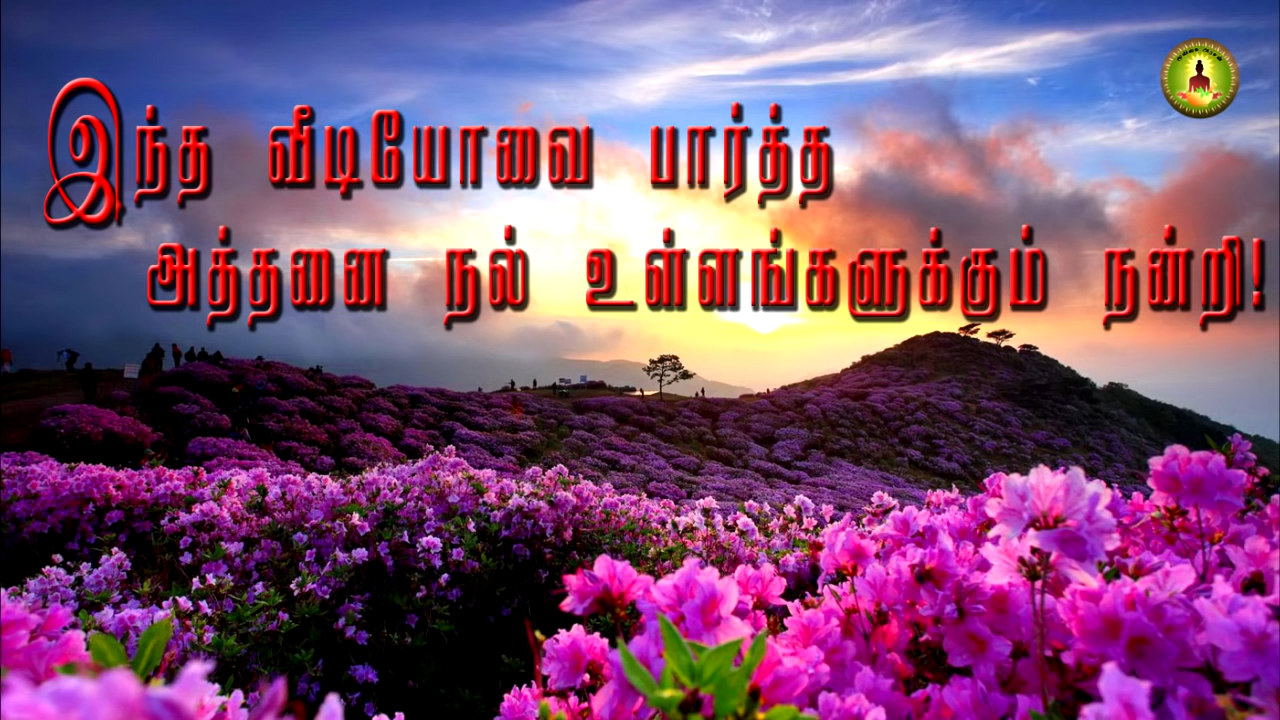 இந்த வீடியோவை பார்த்த
அத்தனை நல் உள்ளங்களுக்கும் நன்றி!